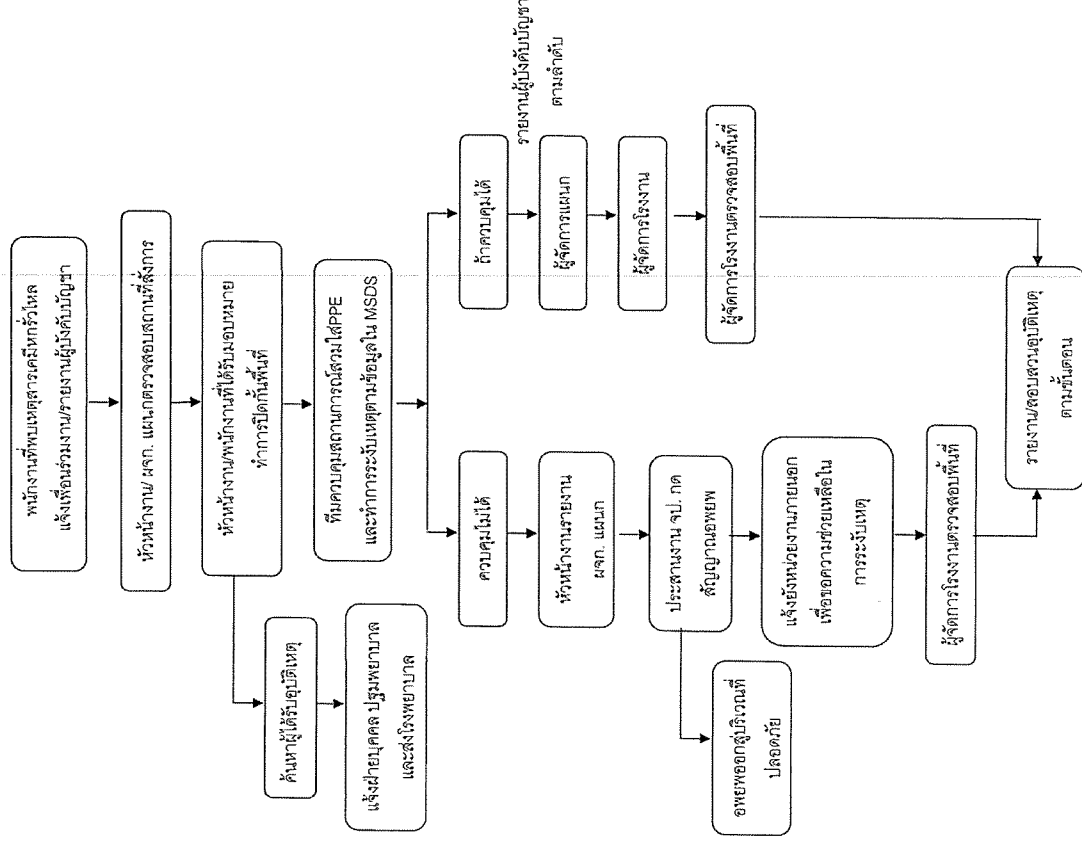 พนักงานที่พบเหตุสารเคมีหกรั่วไหล
แจ้งเพื่อนร่วมงาน/รายงานผู้บังคับบัญชา
หัวหน้างาน/ ผจก. แผนกตรวจสอบสถานที่สั่งการ
หัวหน้างาน/พนักงานที่ได้รับมอบหมาย
ทำการปิดกั้นพื้นที่
ค้นหาผู้ได้รับอุบัติเหตุ
แจ้งฝ่ายบุคคล ปฐมพยาบาล
และส่งโรงพยาบาล
ทีมควบคุมสถานการณ์สวมใส่PPE
และทำการระงับเหตุตามข้อมูลใน MSDS
ควบคุมไม่ได้
หัวหน้างานรายงาน
ผจก. แผนก
ประสานงาน จป. กด
สัญญาณอพยพ
อพยพออกสู่บริเวณที่
ปลอดภัย
แจ้งยังหน่วยงานภายนอก
เพื่อขอความช่วยเหลือใน
การระงับเหตุ
ผู้จัดการโรงงานตรวจสอบพื้นที่
ถ้าควบคุมได้
รายงานผู้บังคับบัญชา
ตามลำดับ
ผู้จัดการแผนก
ผู้จัดการโรงงาน
ผู้จัดการโรงงานตรวจสอบพื้นที่
รายงาน/สอบสวนอุบัติเหตุ
ตามขั้นตอน